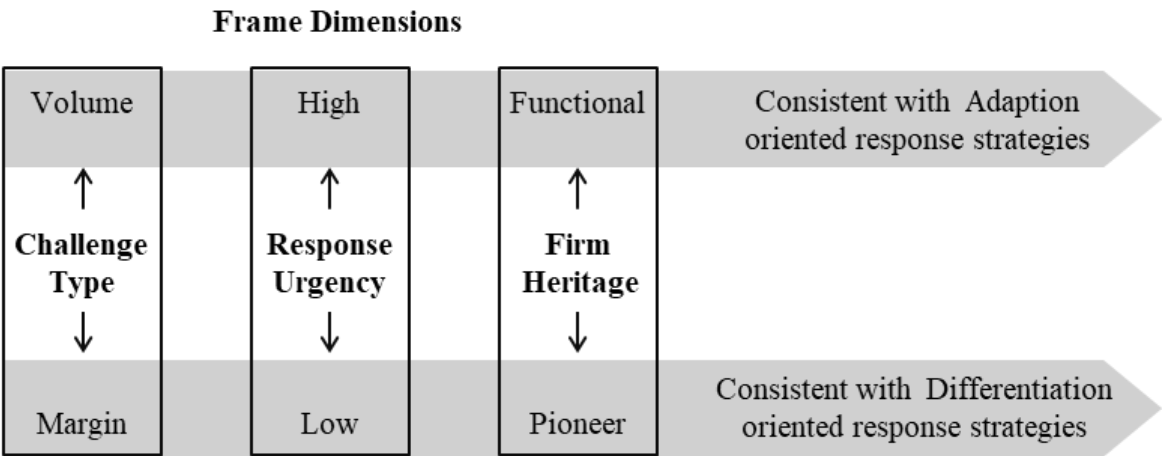 Frame Dimensions
Volume
High
Functional
Consistent with Adaption
oriented response strategies
Challenge
Type
Response
Urgency
Firm
Heritage
Margin
Low
Pioneer
Consistent with Differentiation
oriented response strategies